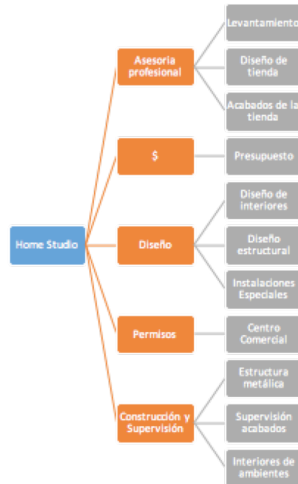 Home Studio
Asesoría
profesional
Levantamiento
Diseño de
tienda
Acabados de la
tienda
$
Presupuesto
Diseño
Diseño de
interiores
Diseño
estructural
Instalaciones
Especiales
Permisos
Centro
Comercial
Construcción y
Supervisión
Estructura
metálica
Supervisión
acabados
Interiores de
ambientes